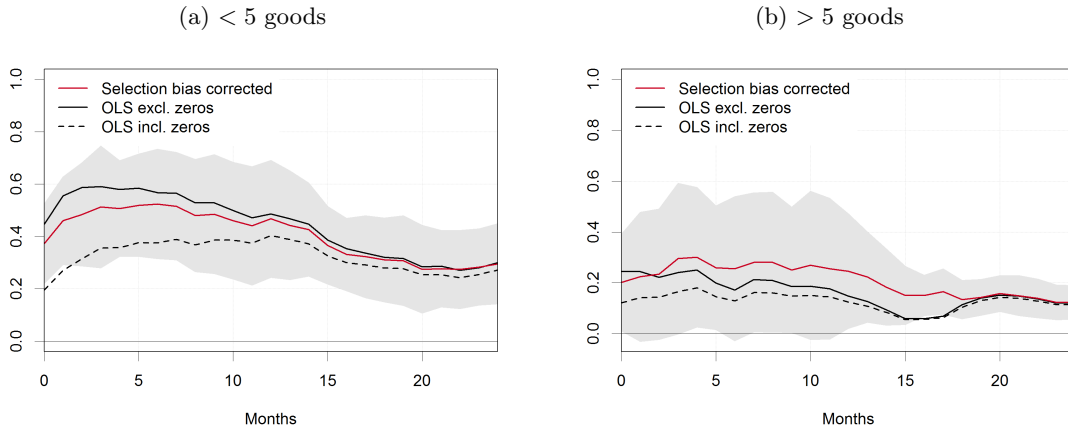 (a) < 5 goods
Selection bias corrected
OLS excl. zeros
OLS incl. zeros
1.0
0.8
0.6
0.4
0.2
0.0
0 5 10 15 20
Months
(b) > 5 goods
Selection bias corrected
OLS excl. zeros
OLS incl. zeros
1.0
0.8
0.6
0.4
0.2
0.0
0 5 10 15 20
Months